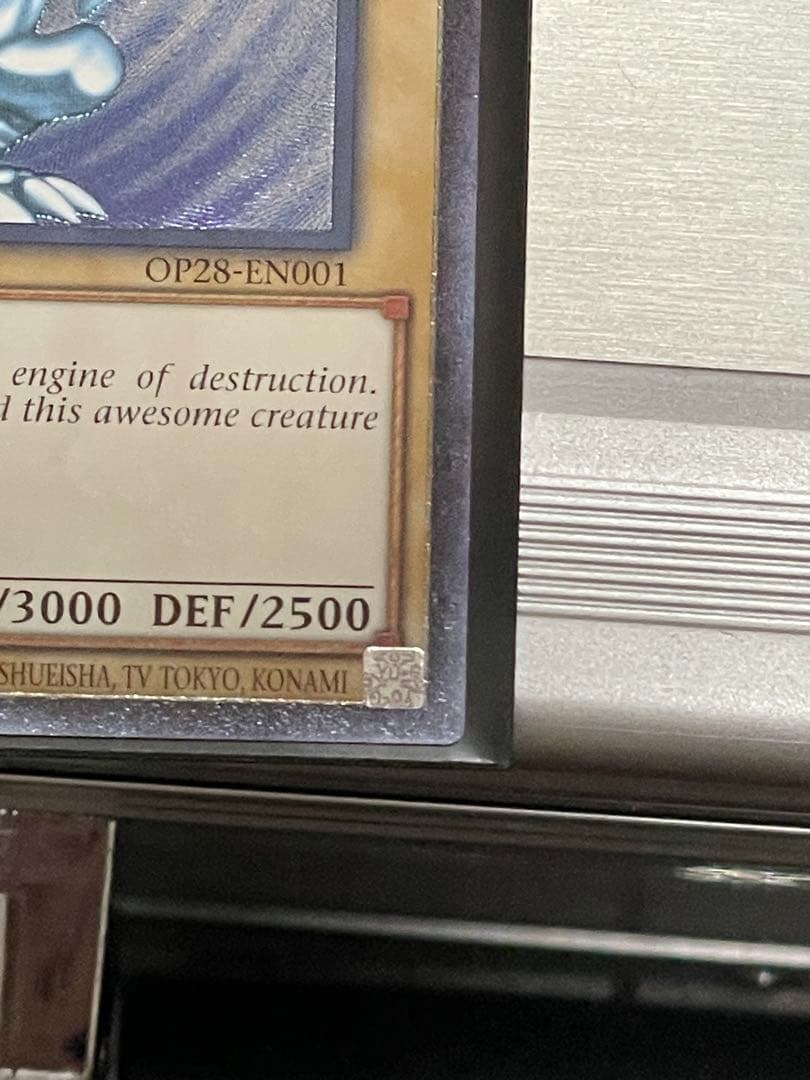 OP28-EN001
engine of destruction.
this awesome creature
/3000 DEF/2500
SHUEISHA, TV TOKYO, KONAMI